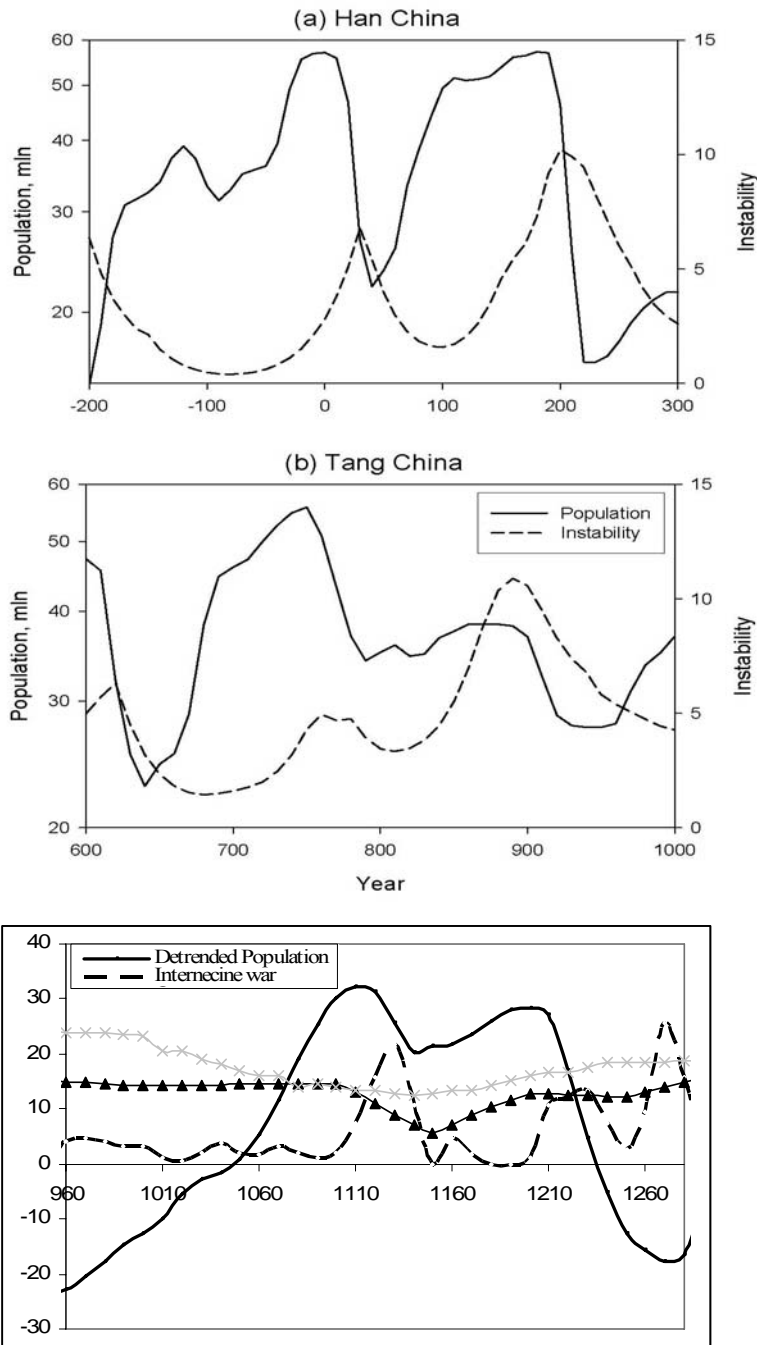 (a) Han China
60
50
40
30
20
Population, mln
15
10
5
0
Instability
-200 -100 0 100 200 300
(b) Tang China
60
50
40
30
20
Population, mln
Population
Instability
15
10
5
0
Instability
600 700 800 900 1000
Year
40
30
20
10
0
-10
-20
-30
Detrended Population
Internecine war
960 1010 1060 1110 1160 1210 1260